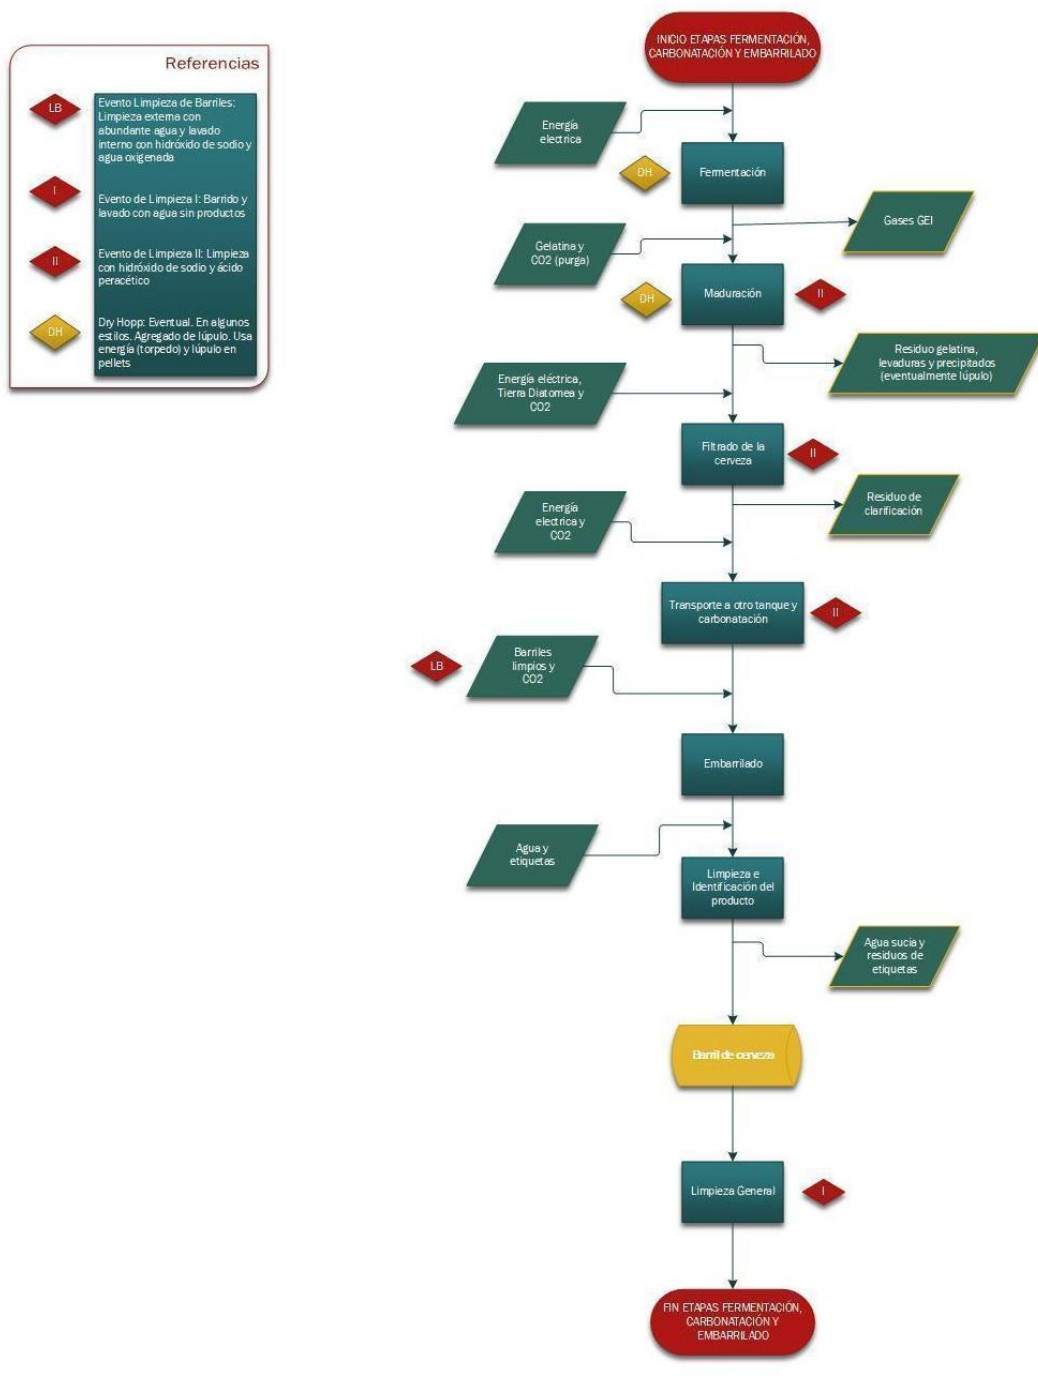 Referencias
LB
Evento Limpieza de Barriles:
Limpieza externa con
abundante agua y lavado
interno con hidróxido de sodio y
agua oxigenada
I
Evento de Limpieza I: Barrido y
lavado con agua sin productos
II
Evento de Limpieza II: Limpieza
con hidróxido de sodio y ácido
peracético
DH
Dry Hopp: Eventual. En algunos
estilos. Agregado de lúpulo. Usa
energía (torpedo) y lúpulo en
pellets
INICIO ETAPAS FERMENTACIÓN,
CARBONATACIÓN Y EMBARRILADO
Energía
electrica
DH
Fermentación
Gases GEI
Gelatina y
CO2 (purga)
DH
Maduración
II
Residuo gelatina,
levaduras y precipitados
(eventualmente lúpulo)
Energía eléctrica,
Tierra Diatomea y
CO2
Filtrado de la
cerveza
II
Residuo de
clarificación
Energía
electrica y
CO2
Transporte a otro tanque y
carbonatación
II
LB
Barriles
limpios y
CO2
Embarrilado
Agua y
etiquetas
Limpieza e
Identificación del
producto
Agua sucia y
residuos de
etiquetas
Barril de cerveza
Limpieza General
I
FIN ETAPAS FERMENTACIÓN,
CARBONATACIÓN Y
EMBARRILADO